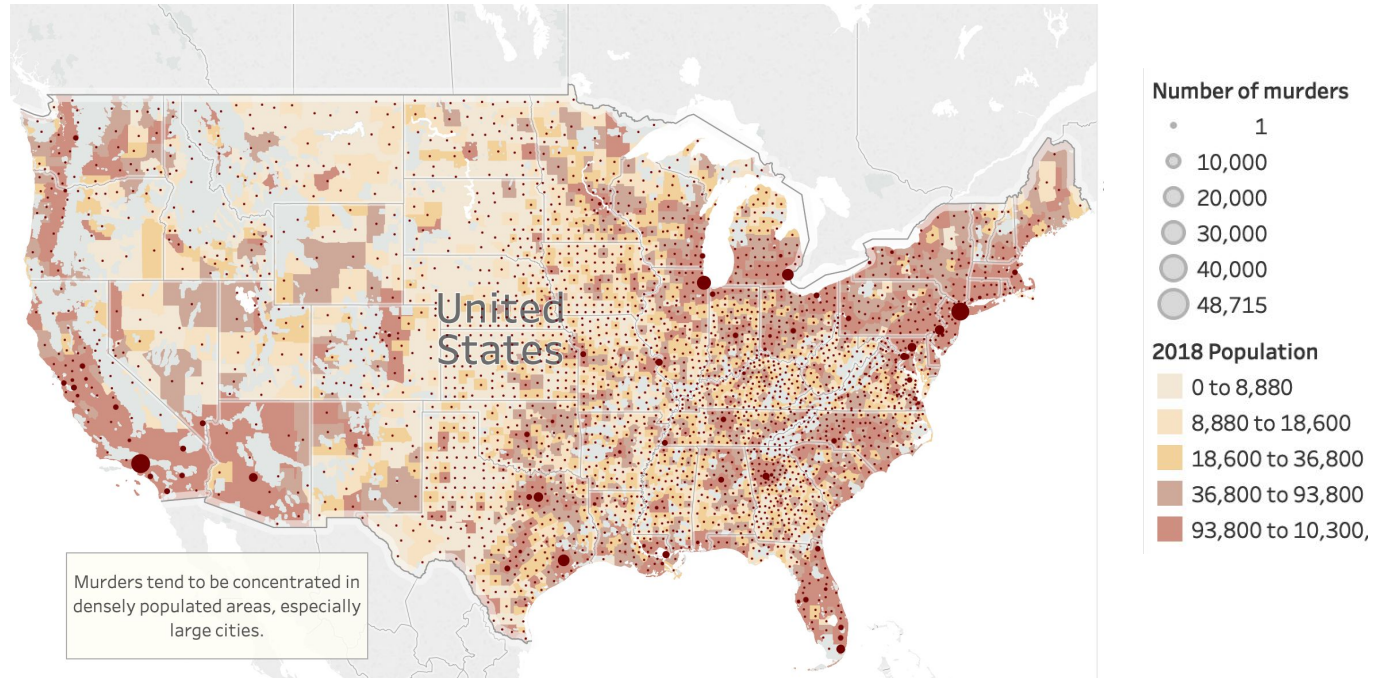 United
States
Murders tend to be concentrated in
densely populated areas, especially
large cities.
Number of murders
1
10,000
20,000
30,000
40,000
48,715
2018 Population
0 to 8,880
8,880 to 18,600
18,600 to 36,800
36,800 to 93,800
93,800 to 10,300,